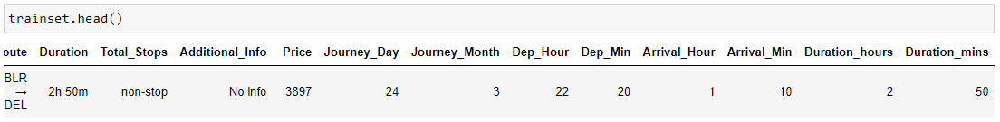 trainset.head()
oute Duration Total_Stops Additional_Info Price Journey_Day Journey_Month Dep_Hour Dep_Min Arrival_Hour Arrival_Min Duration_hours Duration_mins
BLR
→ 2h 50m non-stop No info 3897 24 3 22 20 1 10 2 50
DEL